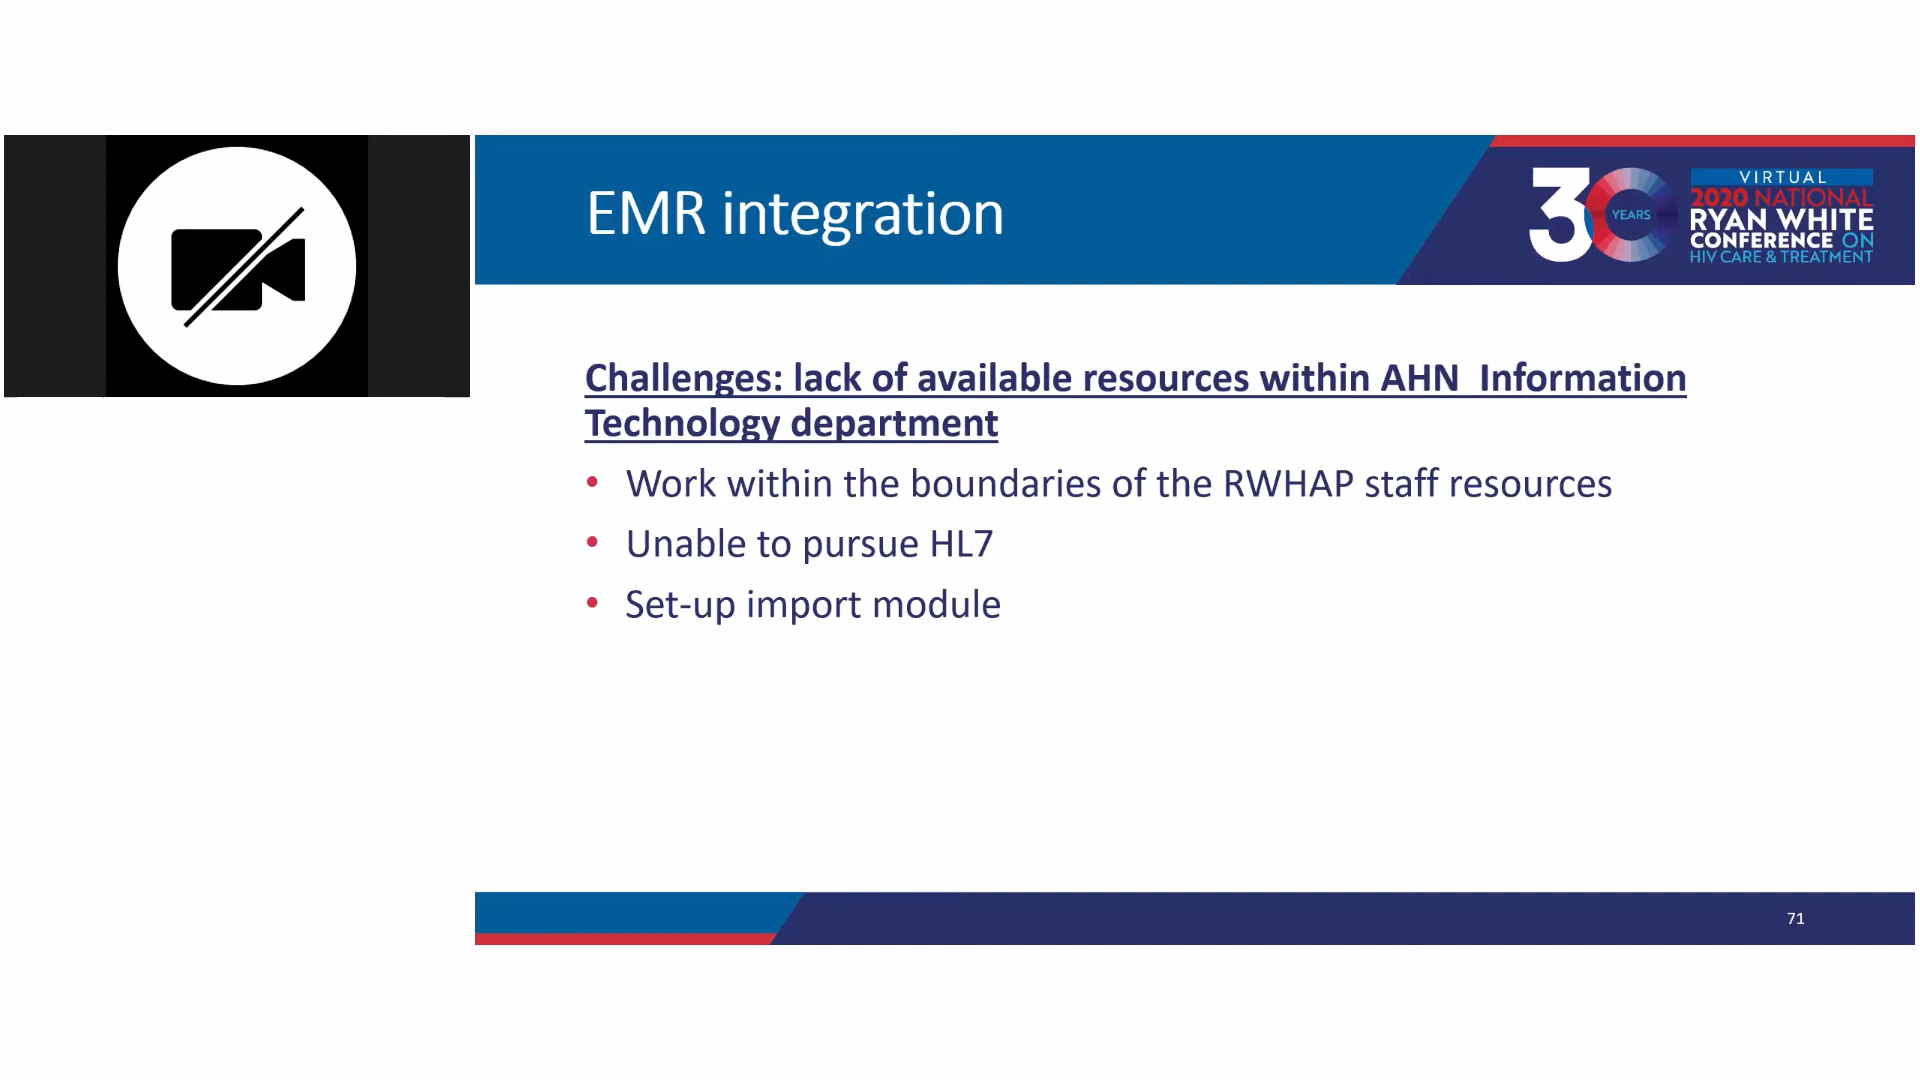 EMR integration
30
YEARS
VIRTUAL
2020 NATIONAL
RYAN WHITE
CONFERENCE ON
HIV CARE & TREATMENT
Challenges: lack of available resources within AHN  Information
Technology department
• Work within the boundaries of the RWHAP staff resources
• Unable to pursue HL7
• Set-up import module
71